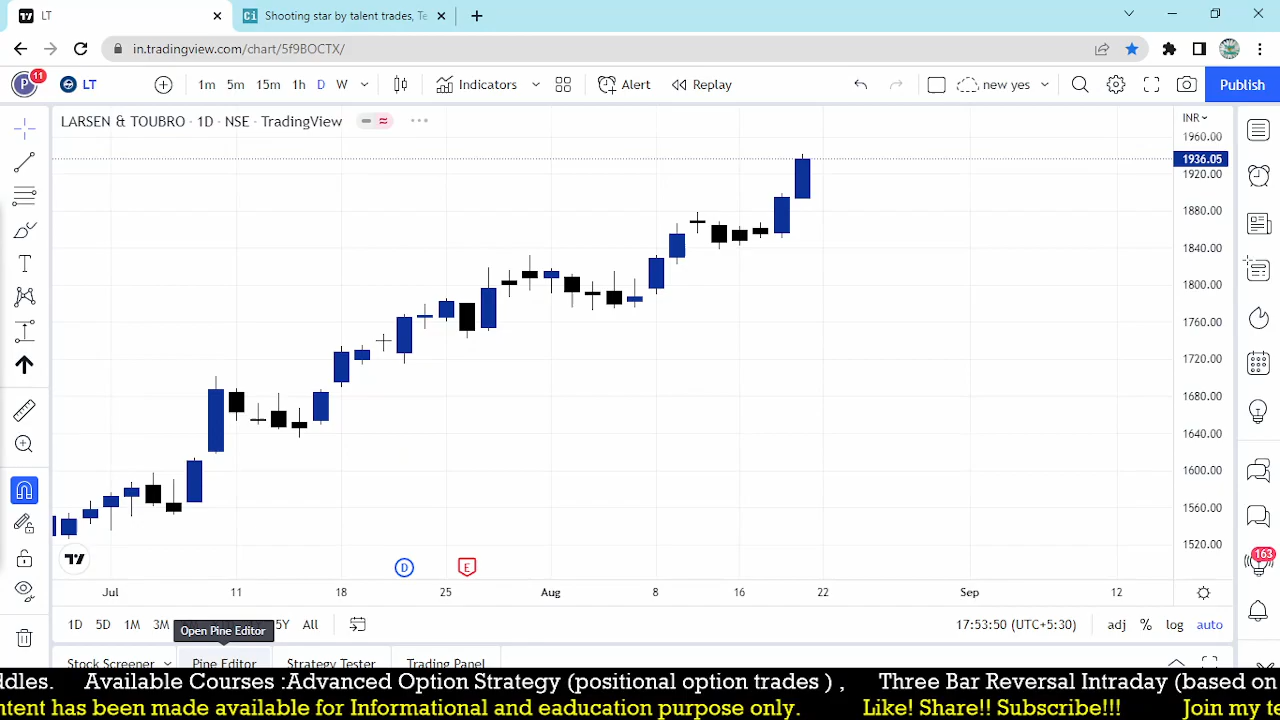 LT
Shooting star by talent trades, Te
in.tradingview.com/chart/5f9BOCTX/
P 11 LT 1m 5m 15m 1h D W Indicators Alert Replay new yes Publish
LARSEN & TOUBRO · 1D · NSE · TradingView
INR
1960.00
1936.05
1920.00
1880.00
1840.00
1800.00
1760.00
1720.00
1680.00
1640.00
1600.00
1560.00
1520.00
163
D E
Jul 11 18 25 Aug 8 16 22 Sep 12
1D 5D 1M 3M 5Y All 17:53:50 (UTC+5:30) adj % log auto
Open Pine Editor
Stock Screener Pine Editor Strategy Tester Trading Panel
ddles. Available Courses :Advanced Option Strategy (positional option trades ) , Three Bar Reversal Intraday (based on
ntent has been made available for Informational and eaducation purpose only. Like! Share!! Subscribe!!! Join my te